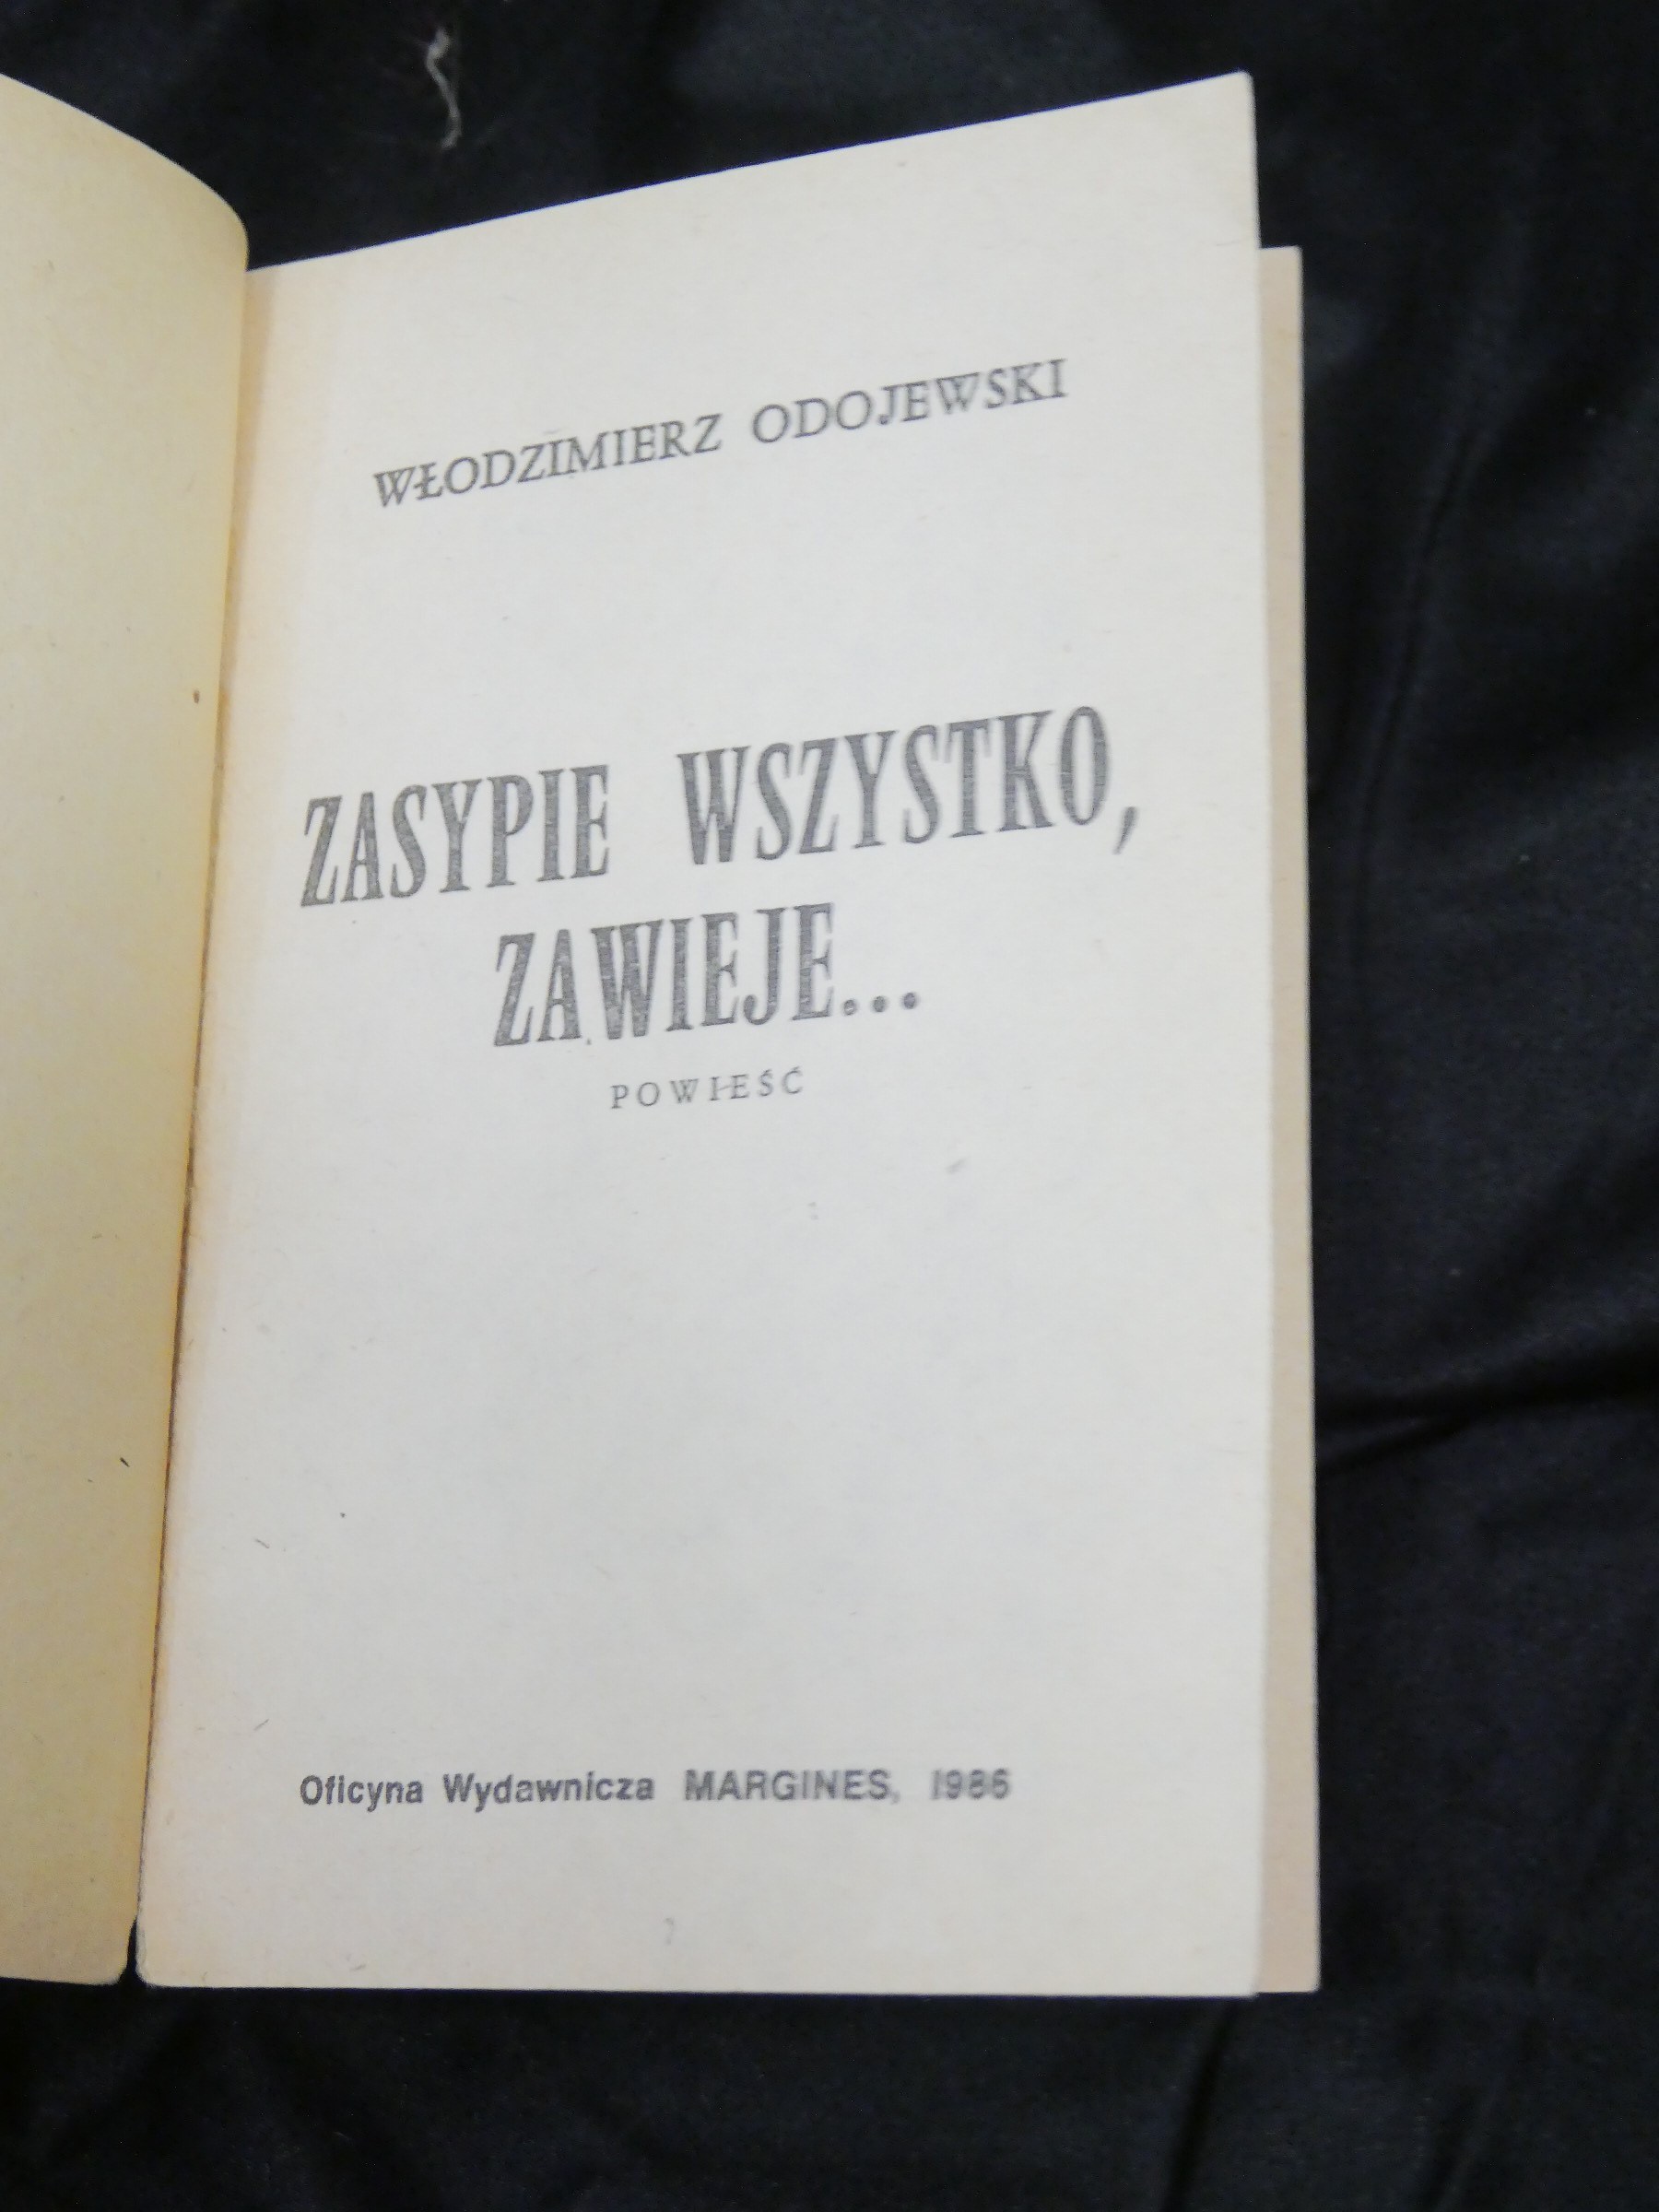 WŁODZIMIERZ ODOJEWSKI
ZASYPIE WSZYSTKO,
ZAWIEJE...
POWIEŚĆ
Oficyna Wydawnicza MARGINES, 1986